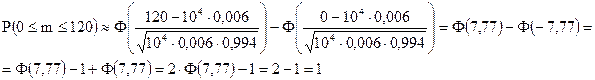 P(0 ≤ m ≤ 120) ≈ Φ( (120 − 10⁴ · 0,006) / √(10⁴ · 0,006 · 0,994) ) − Φ( (0 − 10⁴ · 0,006) / √(10⁴ · 0,006 · 0,994) ) = Φ(7,77) − Φ(− 7,77) =
= Φ(7,77) − 1 + Φ(7,77) = 2 · Φ(7,77) − 1 = 2 − 1 = 1